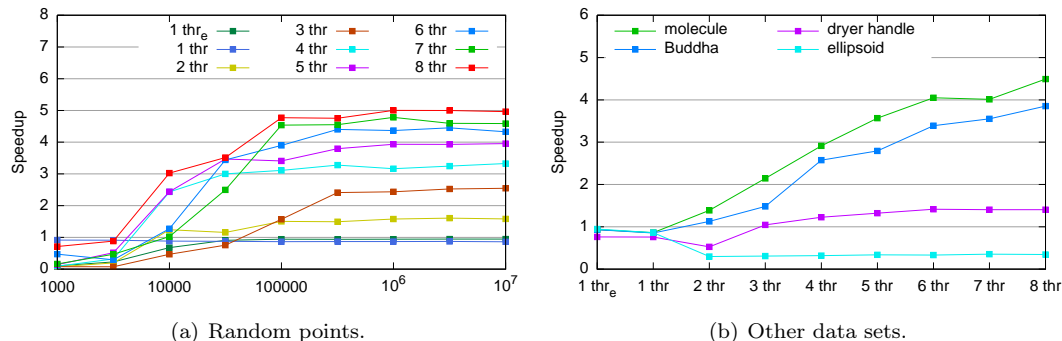 8
7
6
5
4
3
2
1
0
Speedup
1 thr_e
1 thr
2 thr
3 thr
4 thr
5 thr
6 thr
7 thr
8 thr
1000 10000 100000 10^6 10^7
(a) Random points.
6
5
4
3
2
1
0
Speedup
molecule
Buddha
dryer handle
ellipsoid
1 thr_e 1 thr 2 thr 3 thr 4 thr 5 thr 6 thr 7 thr 8 thr
(b) Other data sets.